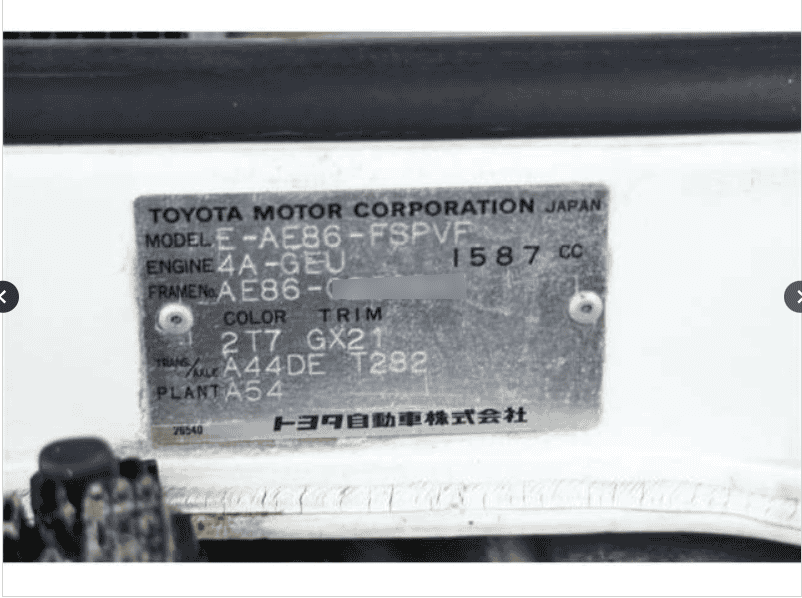 TOYOTA MOTOR CORPORATION JAPAN
MODEL E-AE86-FSPVF
ENGINE 4A-GEU 1587 CC
FRAME No. AE86-
COLOR TRIM
2T7 GX21
TRANS./AXLE A44DE T282
PLANT A54
26540 トヨタ自動車株式会社